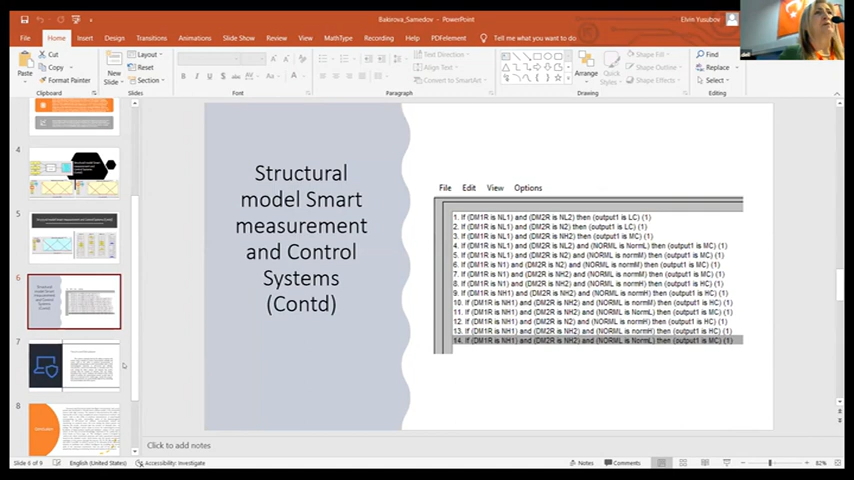 Bakirova_Samedov - PowerPoint
Elvin Yusubov
File Home Insert Design Transitions Animations Slide Show Review View MathType Recording Help PDFelement Tell me what you want to do
Paste
Cut
Copy
Format Painter
Clipboard
New Slide
Layout
Reset
Section
Slides
Font
Paragraph
Text Direction
Align Text
Convert to SmartArt
Arrange
Quick Styles
Shape Fill
Shape Outline
Shape Effects
Drawing
Find
Replace
Select
Editing
4
5
6
7
8
Structural
model Smart
measurement
and Control
Systems
(Contd)
File Edit View Options
1. If (DM1R is NL1) and (DM2R is NL2) then (output1 is LC) (1)
2. If (DM1R is NL1) and (DM2R is N2) then (output1 is LC) (1)
3. If (DM1R is NL1) and (DM2R is NH2) then (output1 is MC) (1)
4. If (DM1R is NL1) and (DM2R is NL2) and (NORML is NormL) then (output1 is MC) (1)
5. If (DM1R is NL1) and (DM2R is N2) and (NORML is normM) then (output1 is LC) (1)
6. If (DM1R is N1) and (DM2R is N2) and (NORML is normM) then (output1 is MC) (1)
7. If (DM1R is N1) and (DM2R is NH2) and (NORML is normM) then (output1 is MC) (1)
8. If (DM1R is N1) and (DM2R is NH2) and (NORML is normH) then (output1 is HC) (1)
9. If (DM1R is NH1) and (DM2R is NH2) and (NORML is normH) then (output1 is HC) (1)
10. If (DM1R is NH1) and (DM2R is NH2) and (NORML is normM) then (output1 is HC) (1)
11. If (DM1R is NH1) and (DM2R is NH2) and (NORML is NormL) then (output1 is MC) (1)
12. If (DM1R is NH1) and (DM2R is N2) and (NORML is normH) then (output1 is HC) (1)
13. If (DM1R is NH1) and (DM2R is NH2) and (NORML is normH) then (output1 is HC) (1)
14. If (DM1R is NH1) and (DM2R is NH2) and (NORML is NormL) then (output1 is MC) (1)
Click to add notes
Slide 6 of 9 English (United States) Accessibility: Investigate
Notes Comments 82%